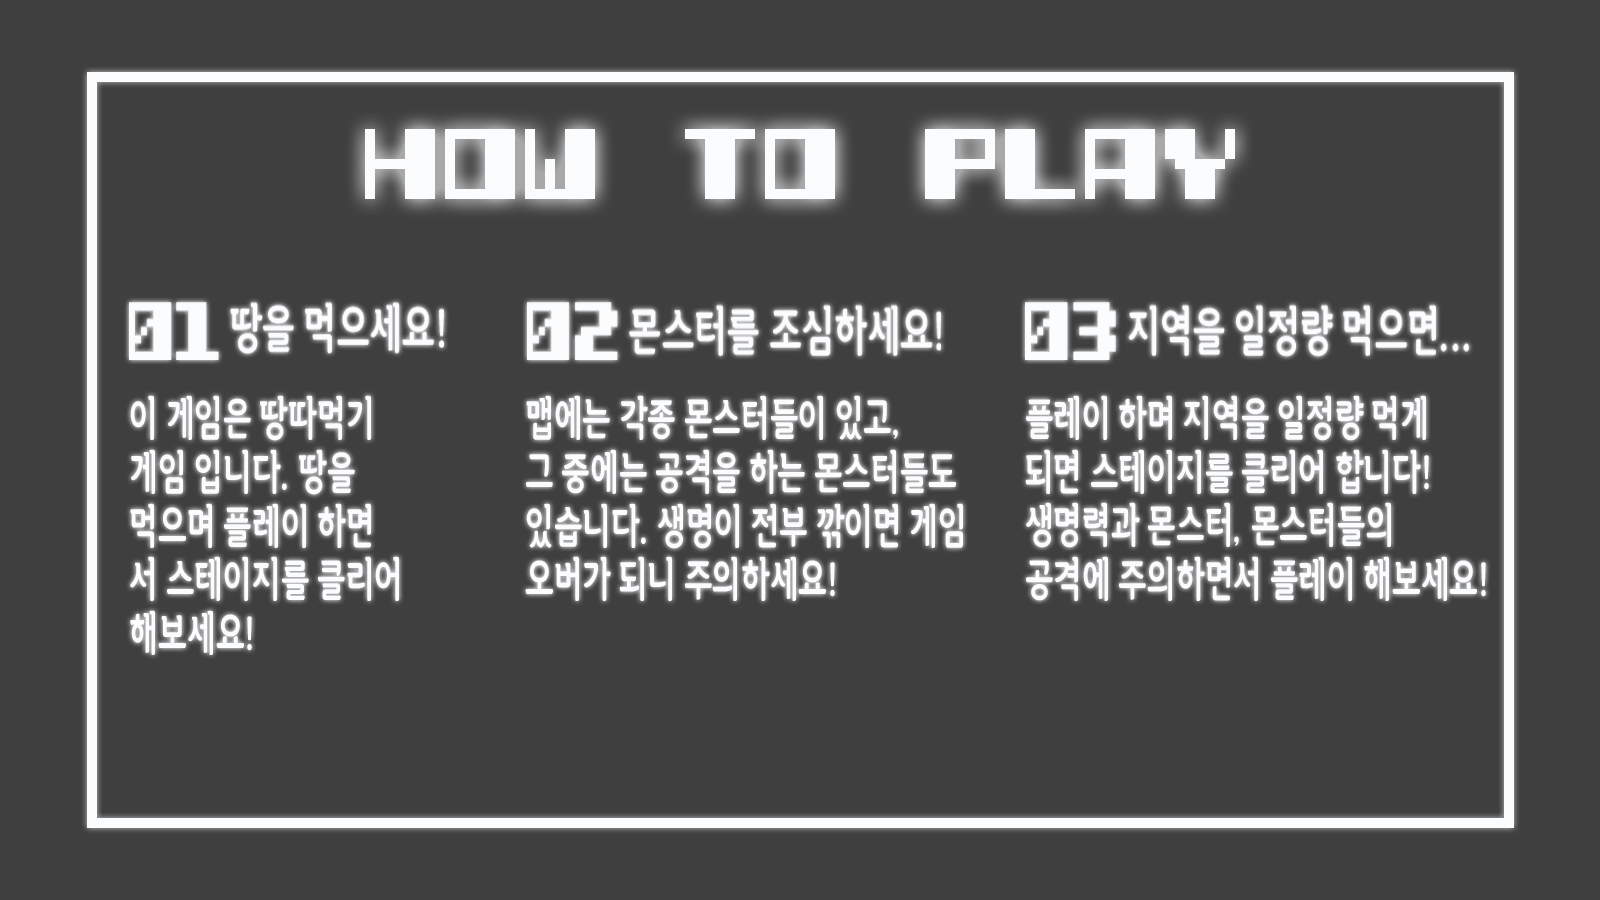 HOW TO PLAY
01 땅을 먹으세요!
이 게임은 땅따먹기
게임 입니다. 땅을
먹으며 플레이 하면
서 스테이지를 클리어
해보세요!
02 몬스터를 조심하세요!
맵에는 각종 몬스터들이 있고,
그 중에는 공격을 하는 몬스터들도
있습니다. 생명이 전부 깎이면 게임
오버가 되니 주의하세요!
03 지역을 일정량 먹으면...
플레이 하며 지역을 일정량 먹게
되면 스테이지를 클리어 합니다!
생명력과 몬스터, 몬스터들의
공격에 주의하면서 플레이 해보세요!